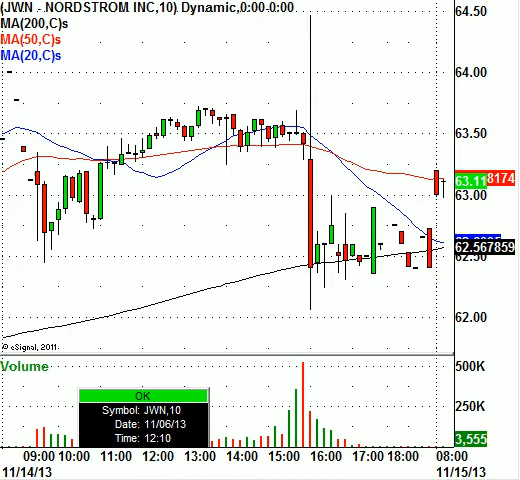 (JWN - NORDSTROM INC,10) Dynamic,0:00-0:00
MA(200,C)s
MA(50,C)s
MA(20,C)s
64.50
64.00
63.50
8174
63.11
63.00
62.567859
62.50
62.00
© eSignal, 2011
Volume
500K
250K
3,555
OK
Symbol: JWN,10
Date: 11/06/13
Time: 12:10
09:00 10:00 11:00 12:00 13:00 14:00 15:00 16:00 17:00 18:00 08:00
11/14/13 11/15/13